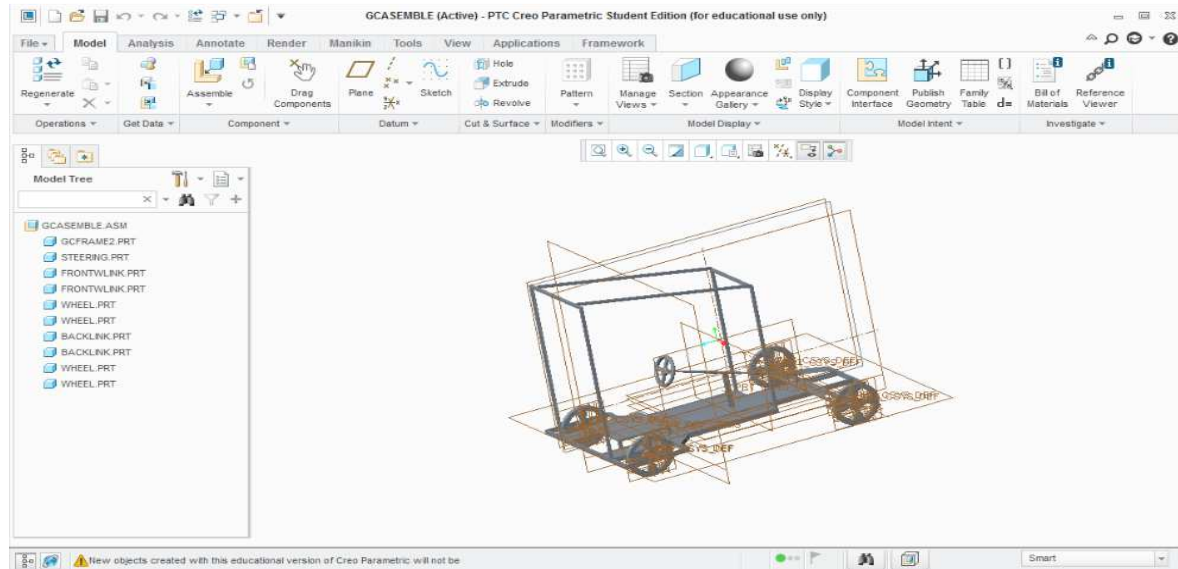 GCASEMBLE (Active) - PTC Creo Parametric Student Edition (for educational use only)
File Model Analysis Annotate Render Manikin Tools View Applications Framework
Regenerate Assemble Drag Components Plane Sketch Hole Extrude Revolve Pattern Manage Views Section Appearance Gallery Display Style Component Interface Publish Geometry Family Table d= Bill of Materials Reference Viewer
Operations Get Data Component Datum Cut & Surface Modifiers Model Display Model Intent Investigate
Model Tree
GCASEMBLE.ASM
GCFRAME2.PRT
STEERING.PRT
FRONTWLINK.PRT
FRONTWLINK.PRT
WHEEL.PRT
WHEEL.PRT
BACKLINK.PRT
BACKLINK.PRT
WHEEL.PRT
WHEEL.PRT
New objects created with this educational version of Creo Parametric will not be
Smart